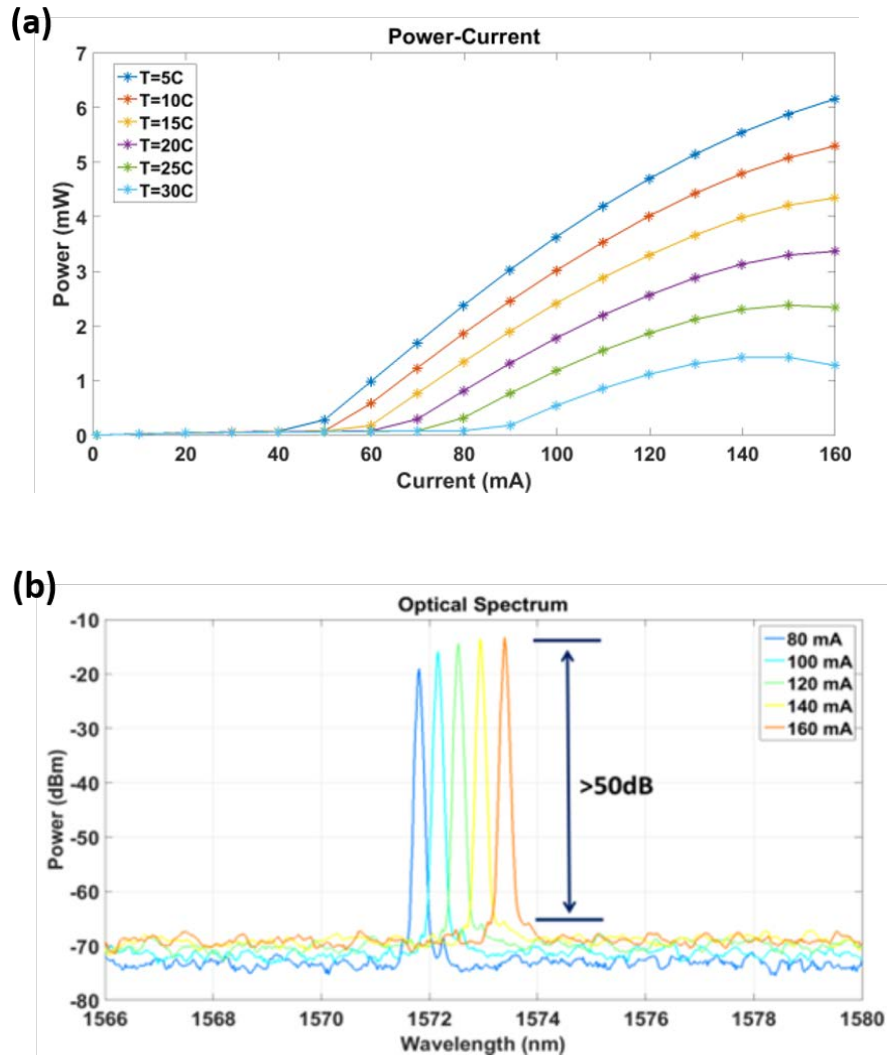 (a)
Power-Current
7
6
5
4
3
2
1
0
Power (mW)
T=5C
T=10C
T=15C
T=20C
T=25C
T=30C
0 20 40 60 80 100 120 140 160
Current (mA)
(b)
Optical Spectrum
-10
-20
-30
-40
-50
-60
-70
-80
Power (dBm)
80 mA
100 mA
120 mA
140 mA
160 mA
>50dB
1566 1568 1570 1572 1574 1576 1578 1580
Wavelength (nm)